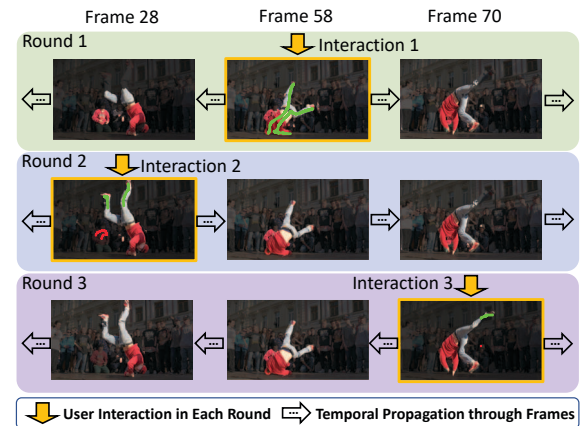 Frame 28 Frame 58 Frame 70
Round 1
Interaction 1
Round 2
Interaction 2
Round 3
Interaction 3
User Interaction in Each Round Temporal Propagation through Frames